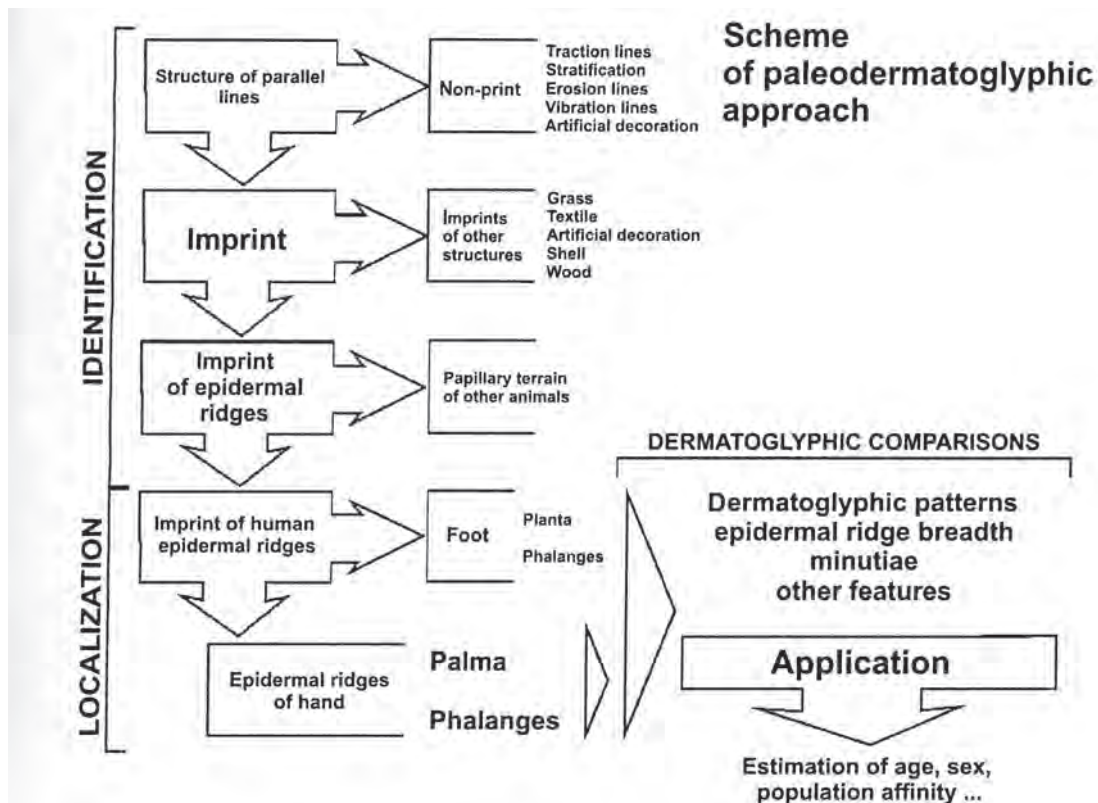 Scheme
of paleodermatoglyphic
approach
IDENTIFICATION
Structure of parallel
lines
Non-print
Traction lines
Stratification
Erosion lines
Vibration lines
Artificial decoration
Imprint
Imprints
of other
structures
Grass
Textile
Artificial decoration
Shell
Wood
Imprint
of epidermal
ridges
Papillary terrain
of other animals
LOCALIZATION
Imprint of human
epidermal ridges
Foot
Planta
Phalanges
Epidermal ridges
of hand
Palma
Phalanges
DERMATOGLYPHIC COMPARISONS
Dermatoglyphic patterns
epidermal ridge breadth
minutiae
other features
Application
Estimation of age, sex,
population affinity ...